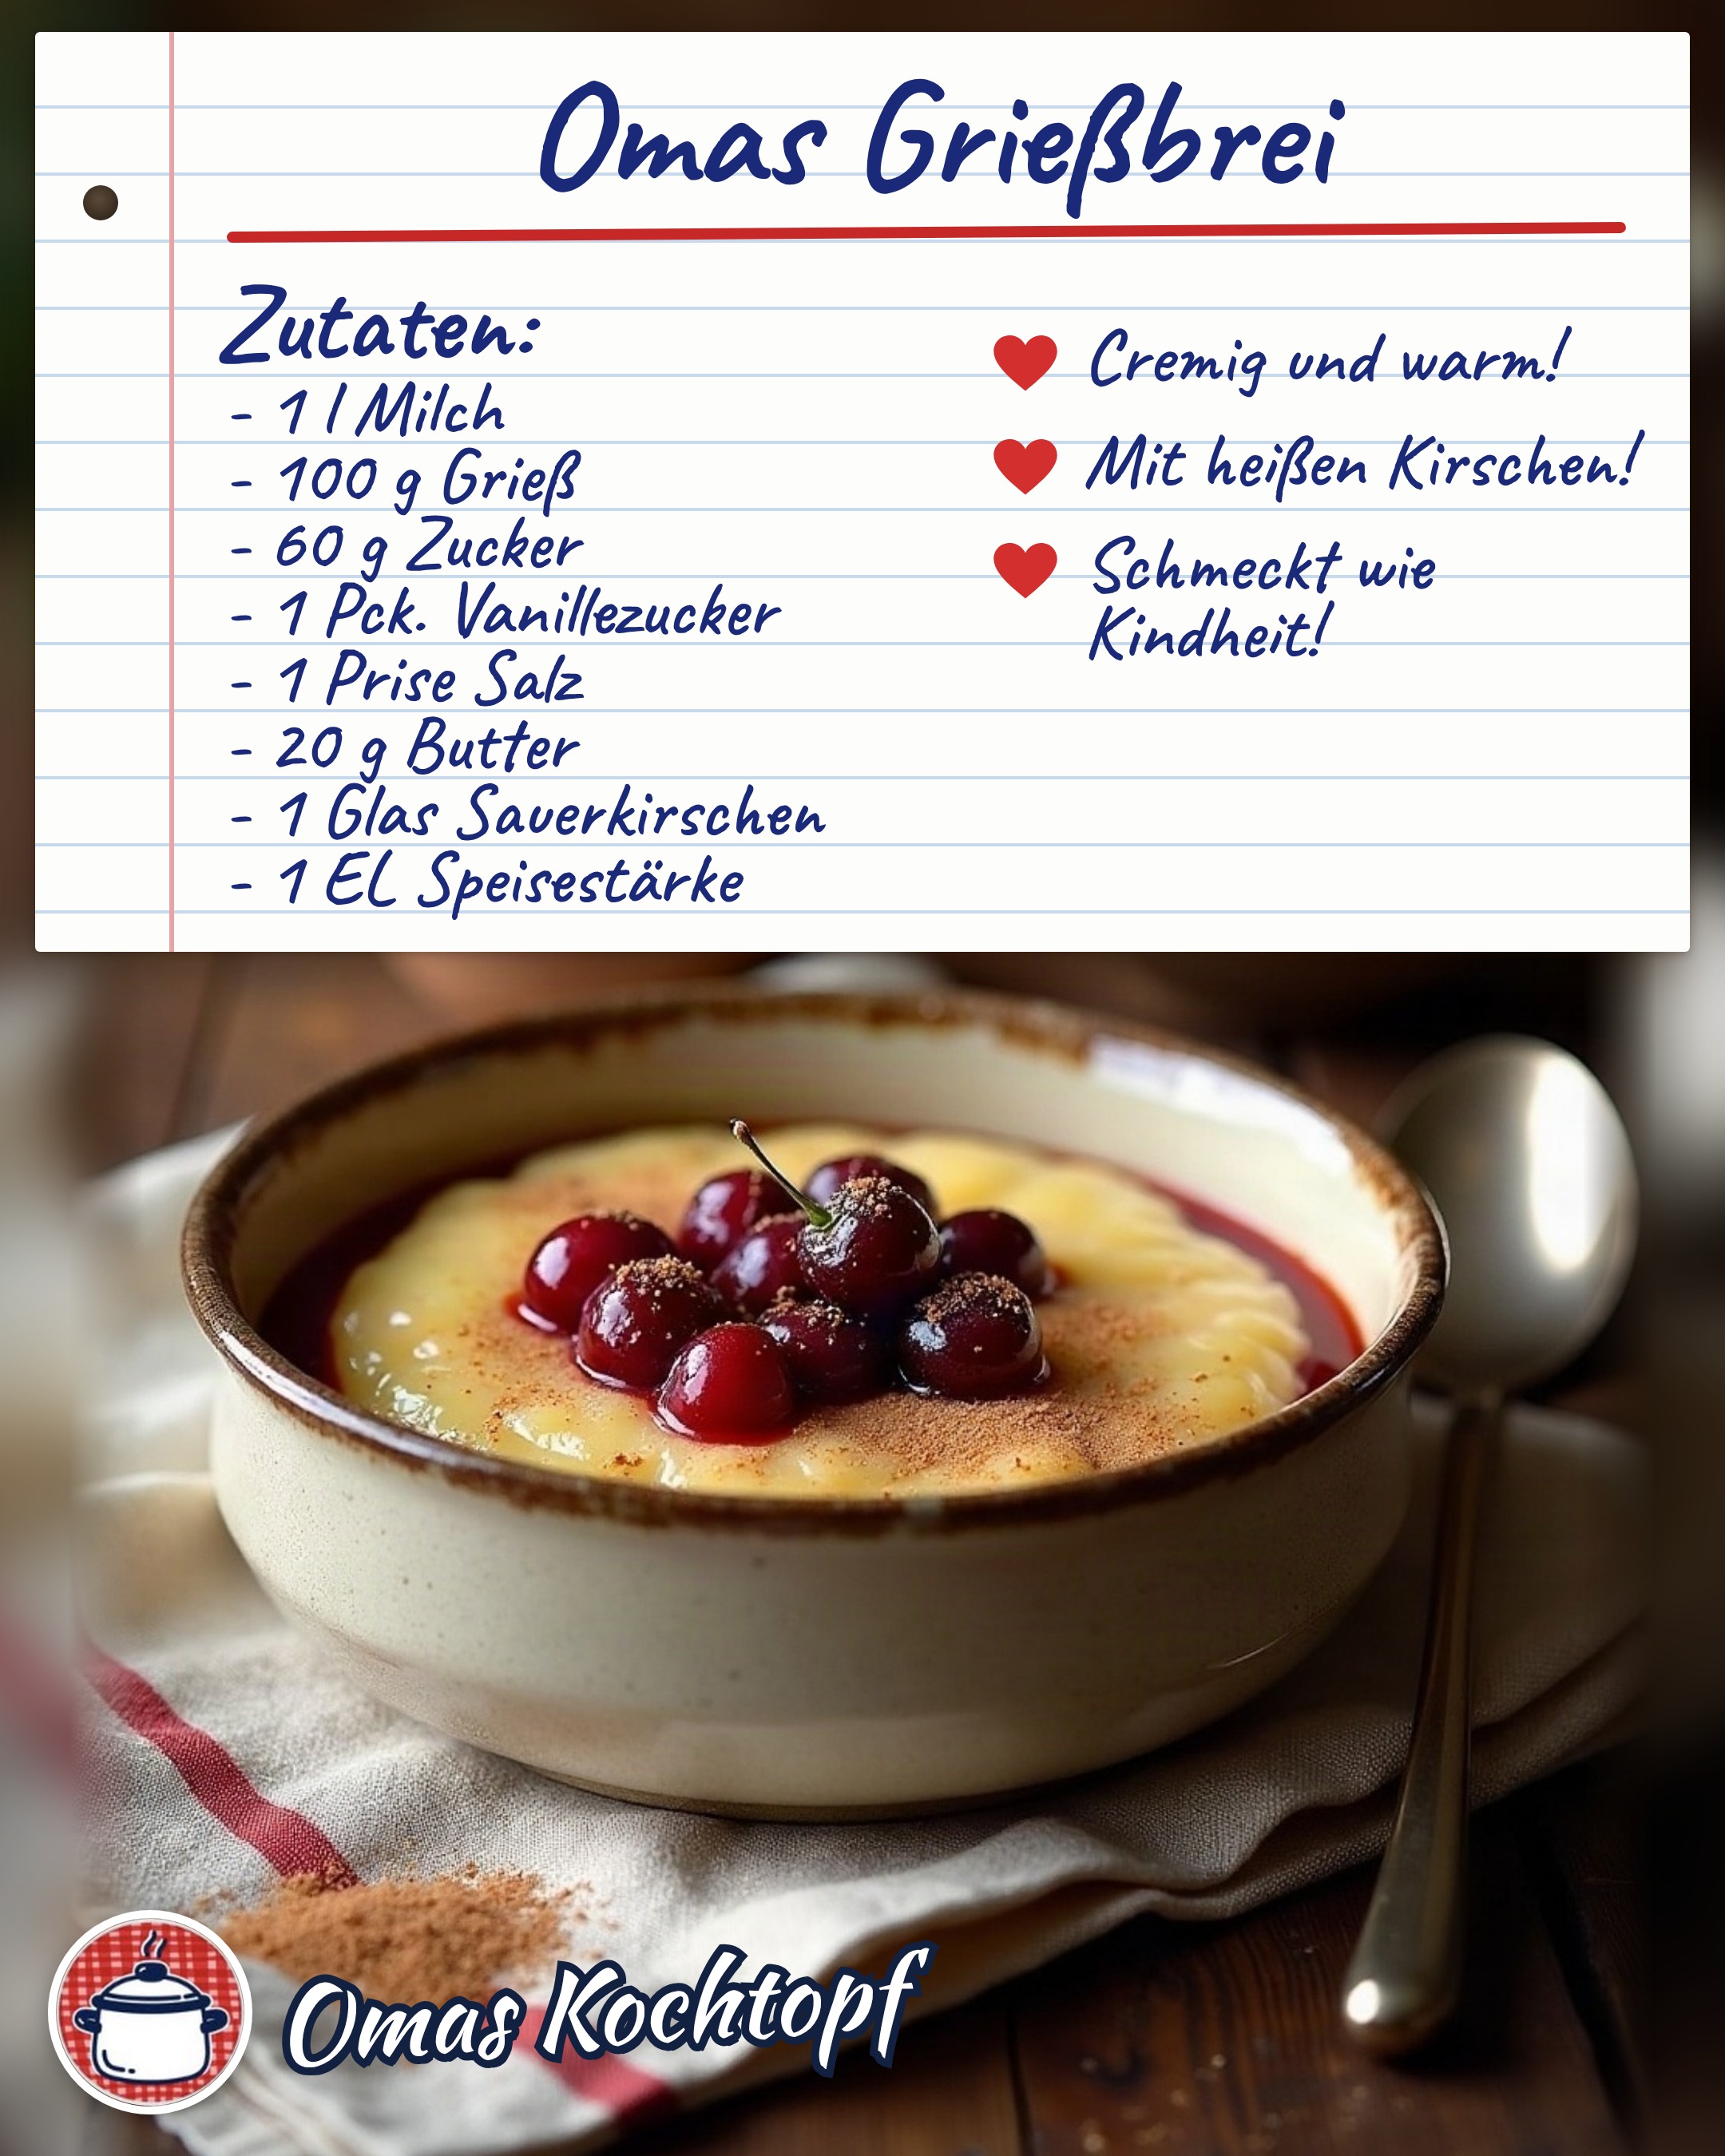 Omas Grießbrei
Zutaten:
- 1 l Milch
- 100 g Grieß
- 60 g Zucker
- 1 Pck. Vanillezucker
- 1 Prise Salz
- 20 g Butter
- 1 Glas Sauerkirschen
- 1 EL Speisestärke
Cremig und warm!
Mit heißen Kirschen!
Schmeckt wie
Kindheit!
Omas Kochtopf